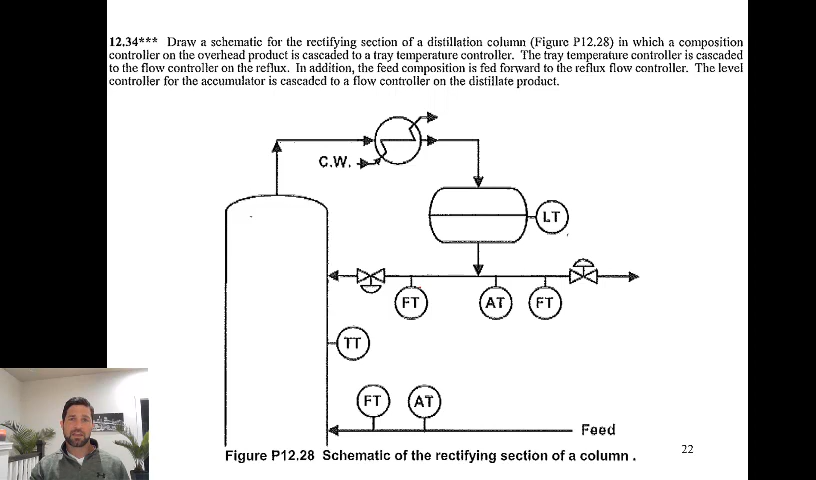 12.34*** Draw a schematic for the rectifying section of a distillation column (Figure P12.28) in which a composition
controller on the overhead product is cascaded to a tray temperature controller. The tray temperature controller is cascaded
to the flow controller on the reflux. In addition, the feed composition is fed forward to the reflux flow controller. The level
controller for the accumulator is cascaded to a flow controller on the distillate product.
C.W.
LT
FT
AT
FT
TT
FT
AT
Feed
Figure P12.28 Schematic of the rectifying section of a column .
22